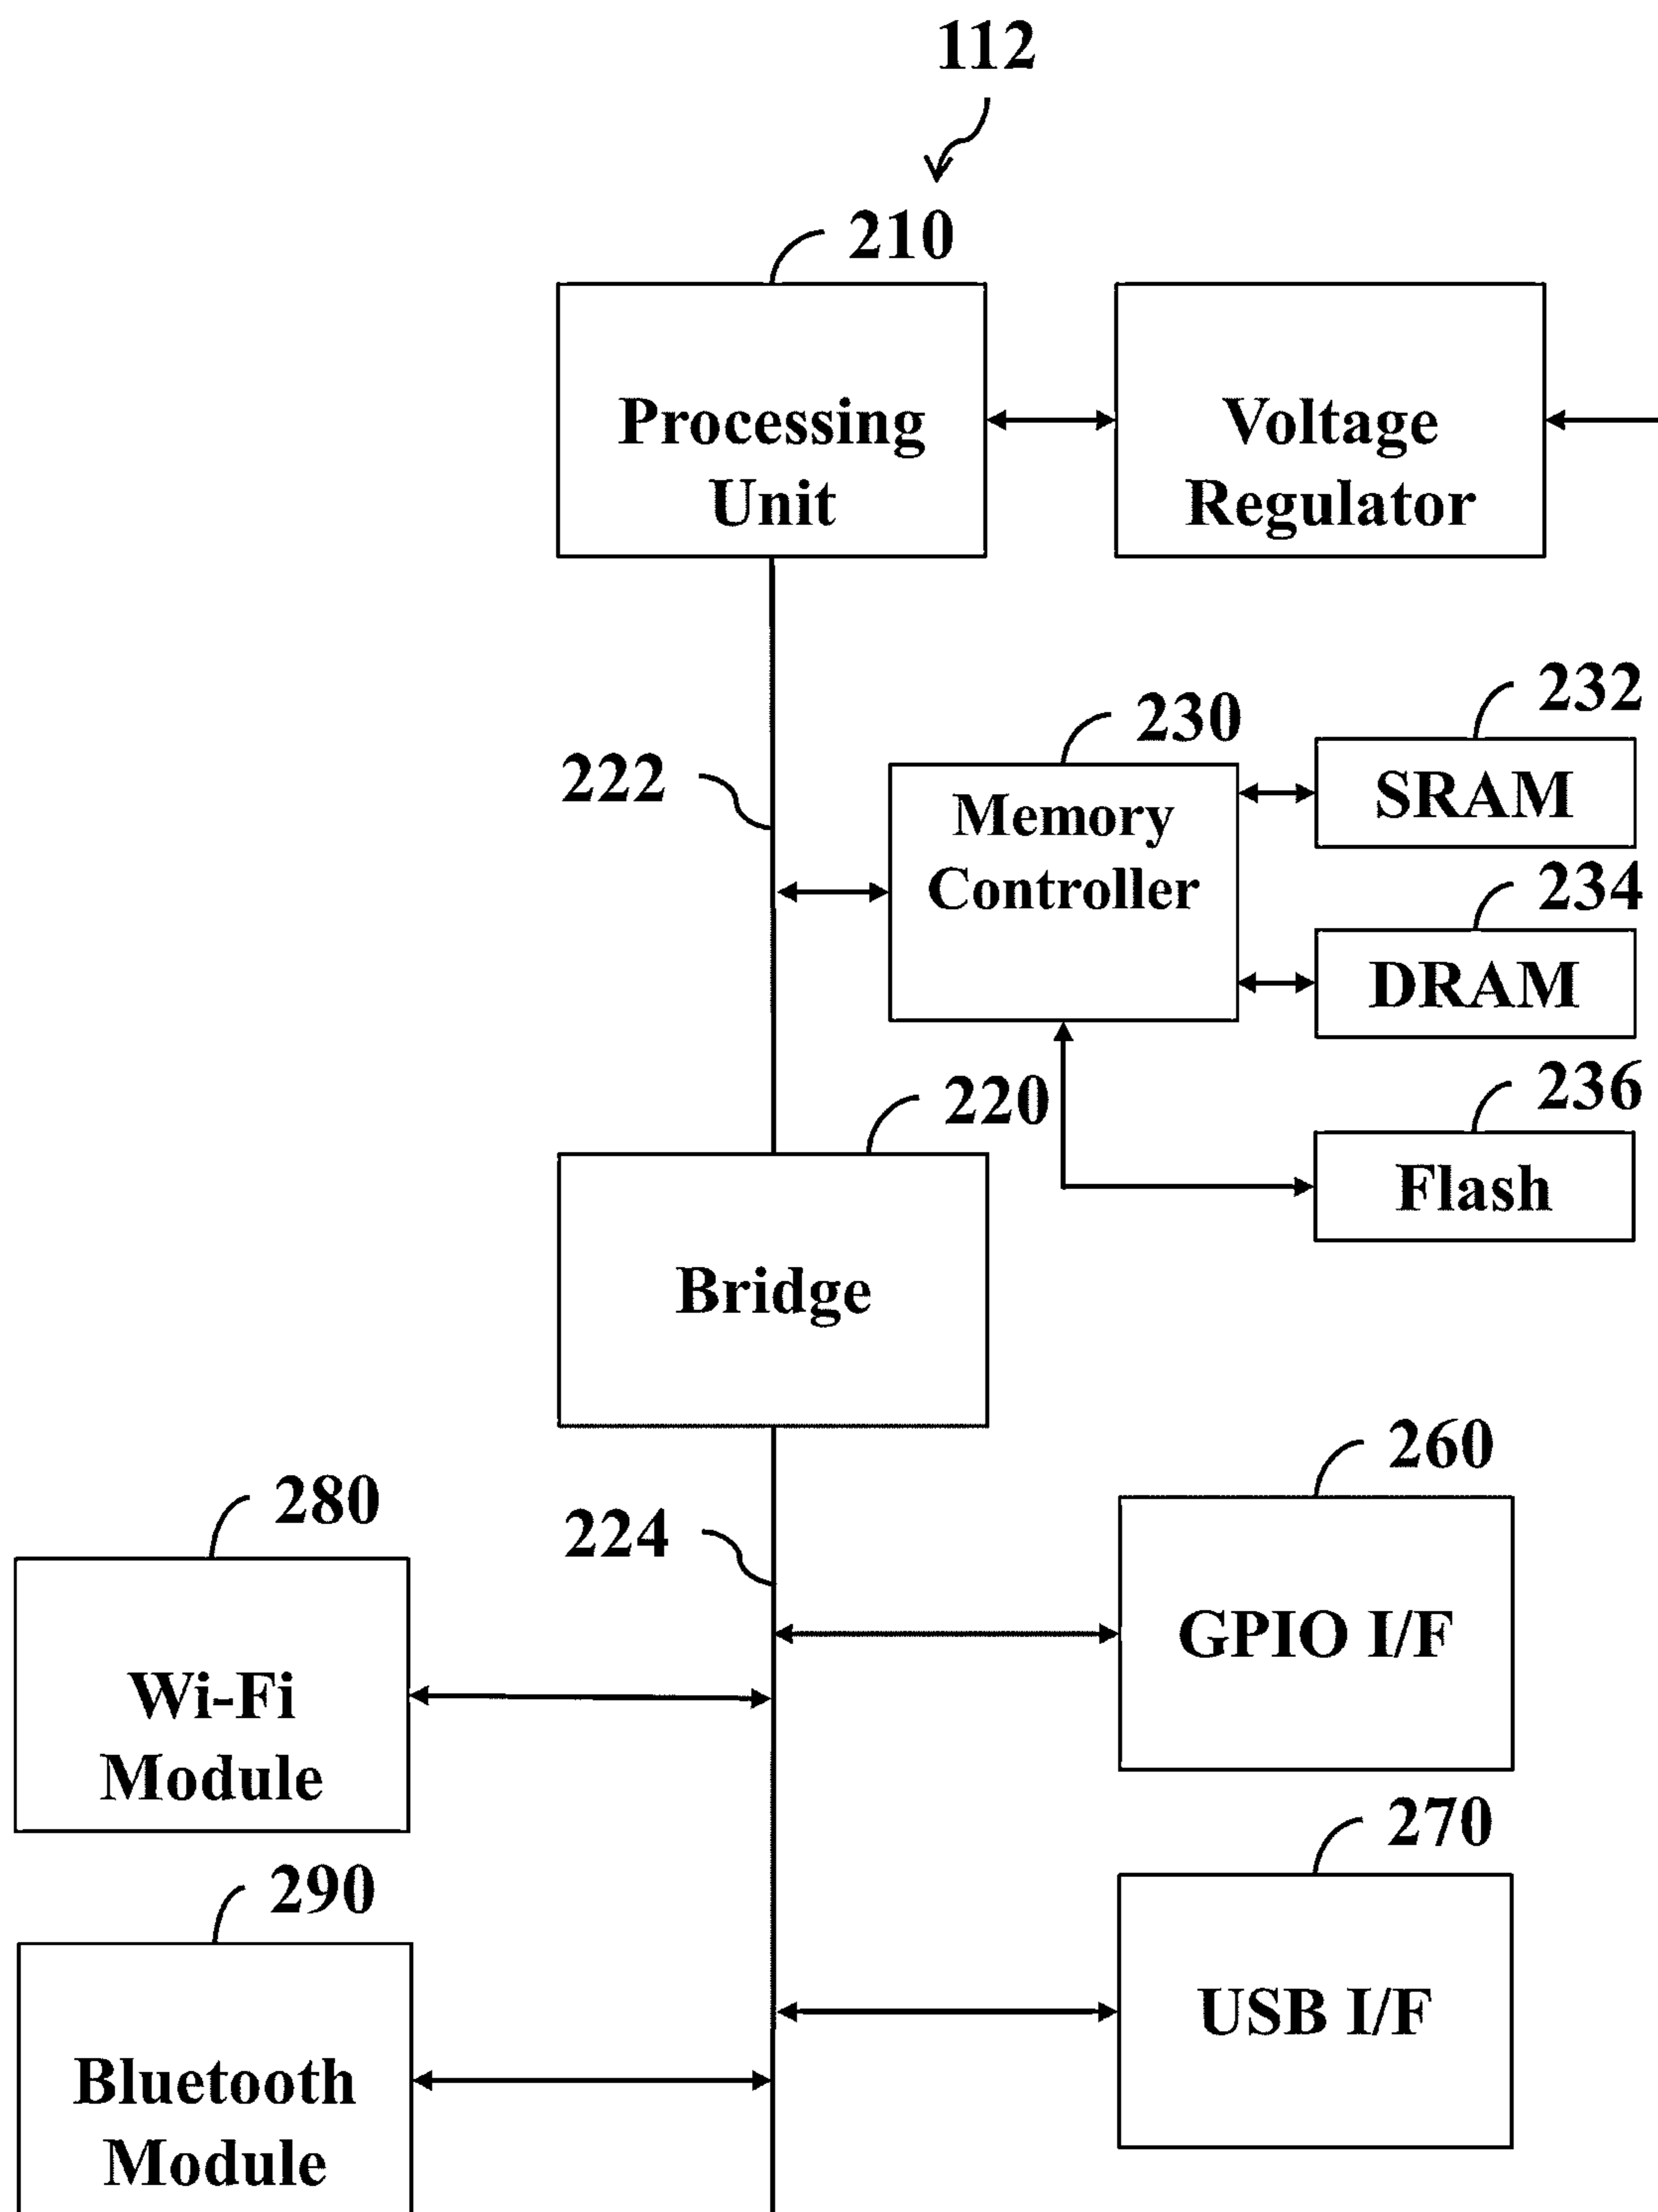 112
210
Processing
Unit
Voltage
Regulator
222
230
Memory
Controller
232
SRAM
234
DRAM
236
Flash
220
Bridge
224
260
GPIO I/F
280
Wi-Fi
Module
270
USB I/F
290
Bluetooth
Module